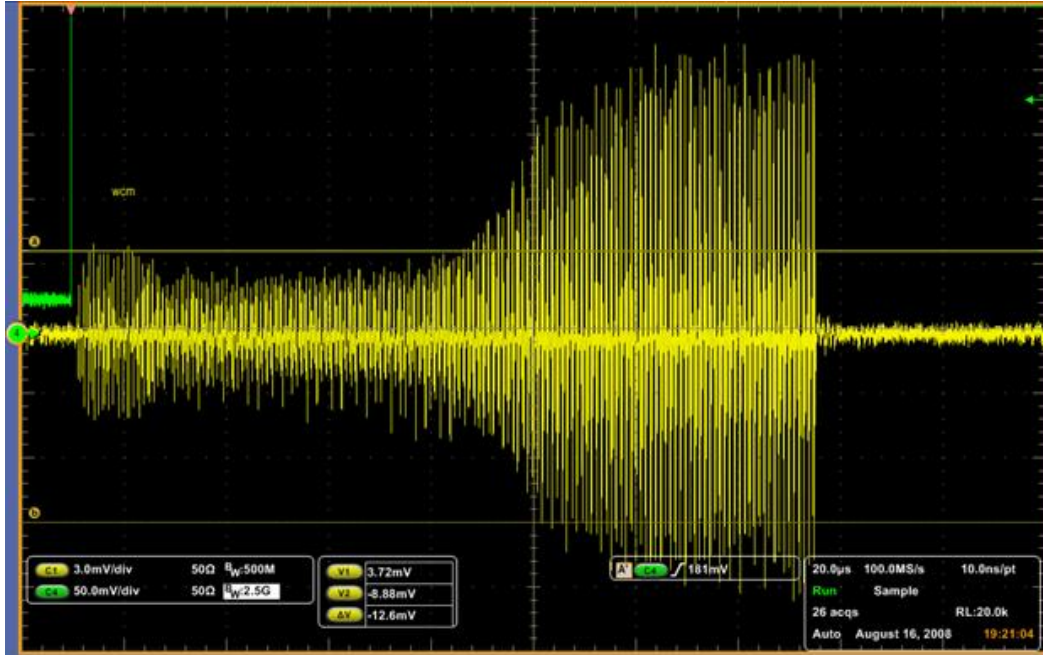 wcm
a
4
b
C1 3.0mV/div 50Ω BW:500M
C4 50.0mV/div 50Ω BW:2.5G
V1 3.72mV
V2 -8.88mV
ΔV -12.6mV
A' C4 181mV
20.0µs 100.0MS/s 10.0ns/pt
Run Sample
26 acqs RL:20.0k
Auto August 16, 2008 19:21:04